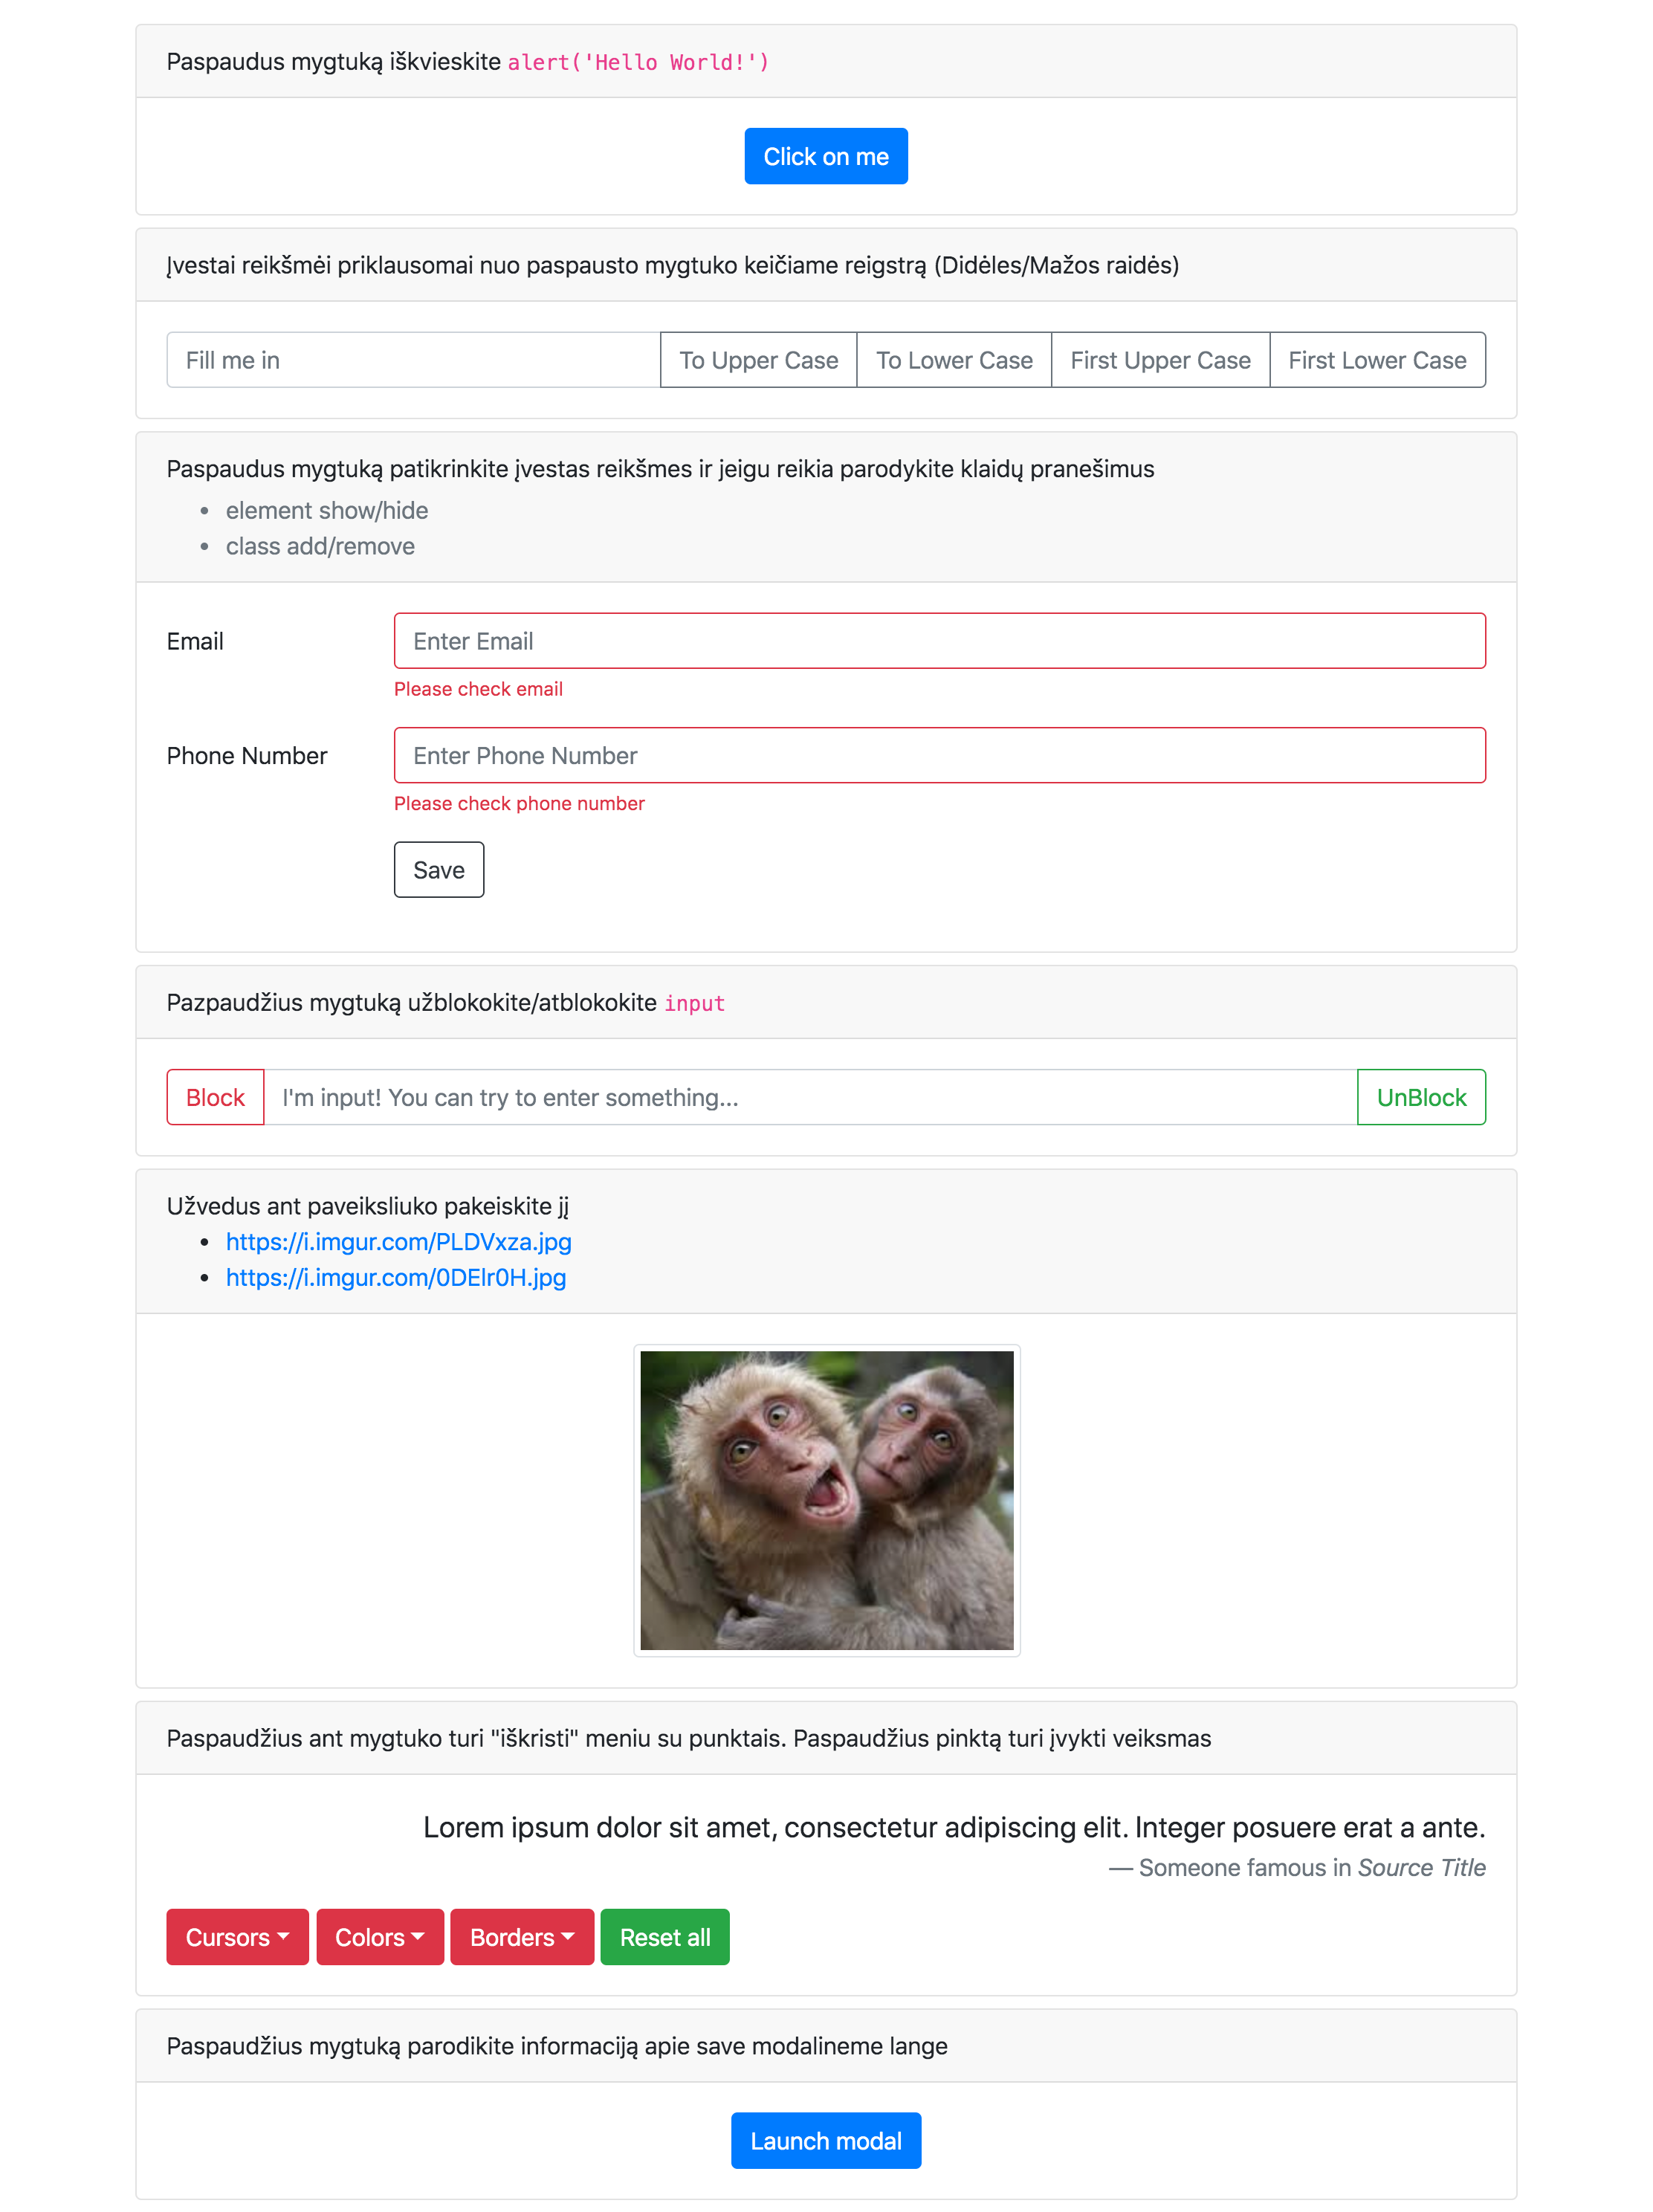 Paspaudus mygtuką iškvieskite alert('Hello World!')
Click on me
Įvestai reikšmėi priklausomai nuo paspausto mygtuko keičiame reigstrą (Didėles/Mažos raidės)
Fill me in To Upper Case To Lower Case First Upper Case First Lower Case
Paspaudus mygtuką patikrinkite įvestas reikšmes ir jeigu reikia parodykite klaidų pranešimus
• element show/hide
• class add/remove
Email Enter Email
Please check email
Phone Number Enter Phone Number
Please check phone number
Save
Pazpaudžius mygtuką užblokokite/atblokokite input
Block I'm input! You can try to enter something... UnBlock
Užvedus ant paveiksliuko pakeiskite jį
• https://i.imgur.com/PLDVxza.jpg
• https://i.imgur.com/0DElr0H.jpg
Paspaudžius ant mygtuko turi "iškristi" meniu su punktais. Paspaudžius pinktą turi įvykti veiksmas
Lorem ipsum dolor sit amet, consectetur adipiscing elit. Integer posuere erat a ante.
— Someone famous in Source Title
Cursors Colors Borders Reset all
Paspaudžius mygtuką parodikite informaciją apie save modalineme lange
Launch modal